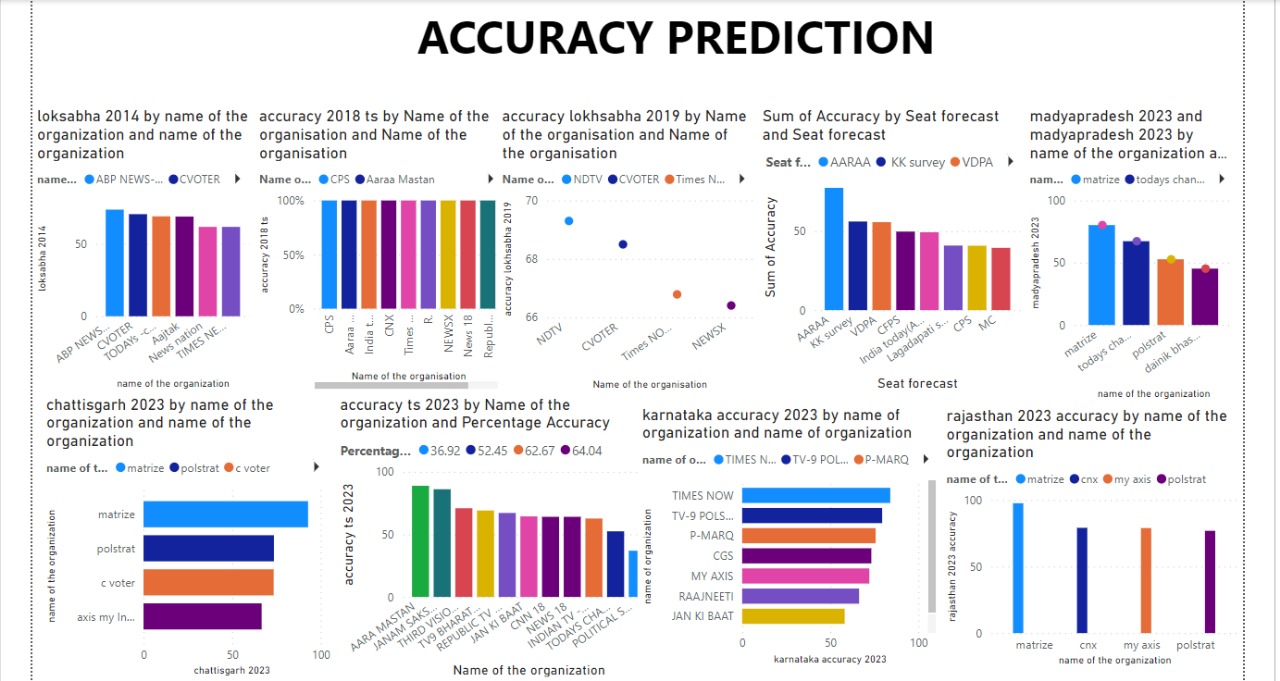 ACCURACY PREDICTION
loksabha 2014 by name of the
organization and name of the
organization
name... ABP NEWS-... CVOTER
loksabha 2014
50
0
ABP NEWS...
CVOTER
TODAYs -c...
Aajtak
News nation
TIMES NE...
name of the organization
accuracy 2018 ts by Name of the
organisation and Name of the
organisation
Name o... CPS Aaraa Mastan
accuracy 2018 ts
100%
50%
0%
CPS
Aaraa ...
India t...
CNX
Times ...
R.
NEWSX
News 18
Republ...
Name of the Organisation
accuracy lokhsabha 2019 by Name
of the organisation and Name of
the organisation
Name o... NDTV CVOTER Times N...
accuracy lokhsabha 2019
70
68
66
NDTV
CVOTER
Times NO...
NEWSX
Name of the organisation
Sum of Accuracy by Seat forecast
and Seat forecast
Seat f... AARAA KK survey VDPA
Sum of Accuracy
50
0
AARAA
KK survey
VDPA
CFPS
India today(A...
Lagadapati s...
CPS
MC
Seat forecast
madyapradesh 2023 and
madyapradesh 2023 by
name of the organization a...
nam... matrize todays chan...
madyapradesh 2023
100
50
0
matrize
todays cha...
polstrat
dainik bhas...
name of the organization
chattisgarh 2023 by name of the
organization and name of the
organization
name of t... matrize polstrat c voter
name of the organization
matrize
polstrat
c voter
axis my In...
0 50 100
chattisgarh 2023
accuracy ts 2023 by Name of the
organization and Percentage Accuracy
Percentag... 36.92 52.45 62.67 64.04
accuracy ts 2023
100
50
0
AARA MASTAN
JANAM SAKS...
THIRD VISIO...
TV9 BHARAT...
REPUBLIC TV ...
JAN KI BAAT
CNN 18
NEWS 18
INDIAN TV -...
TODAYS CHA...
POLITICAL S...
Name of the organization
karnataka accuracy 2023 by name of
organization and name of organization
name of o... TIMES N... TV-9 POL... P-MARQ
name of organization
TIMES NOW
TV-9 POLS...
P-MARQ
CGS
MY AXIS
RAAJNEETI
JAN KI BAAT
0 50 100
karnataka accuracy 2023
rajasthan 2023 accuracy by name of the
organization and name of the
organization
name of t... matrize cnx my axis polstrat
rajasthan 2023 accuracy
100
50
0
matrize cnx my axis polstrat
name of the organization